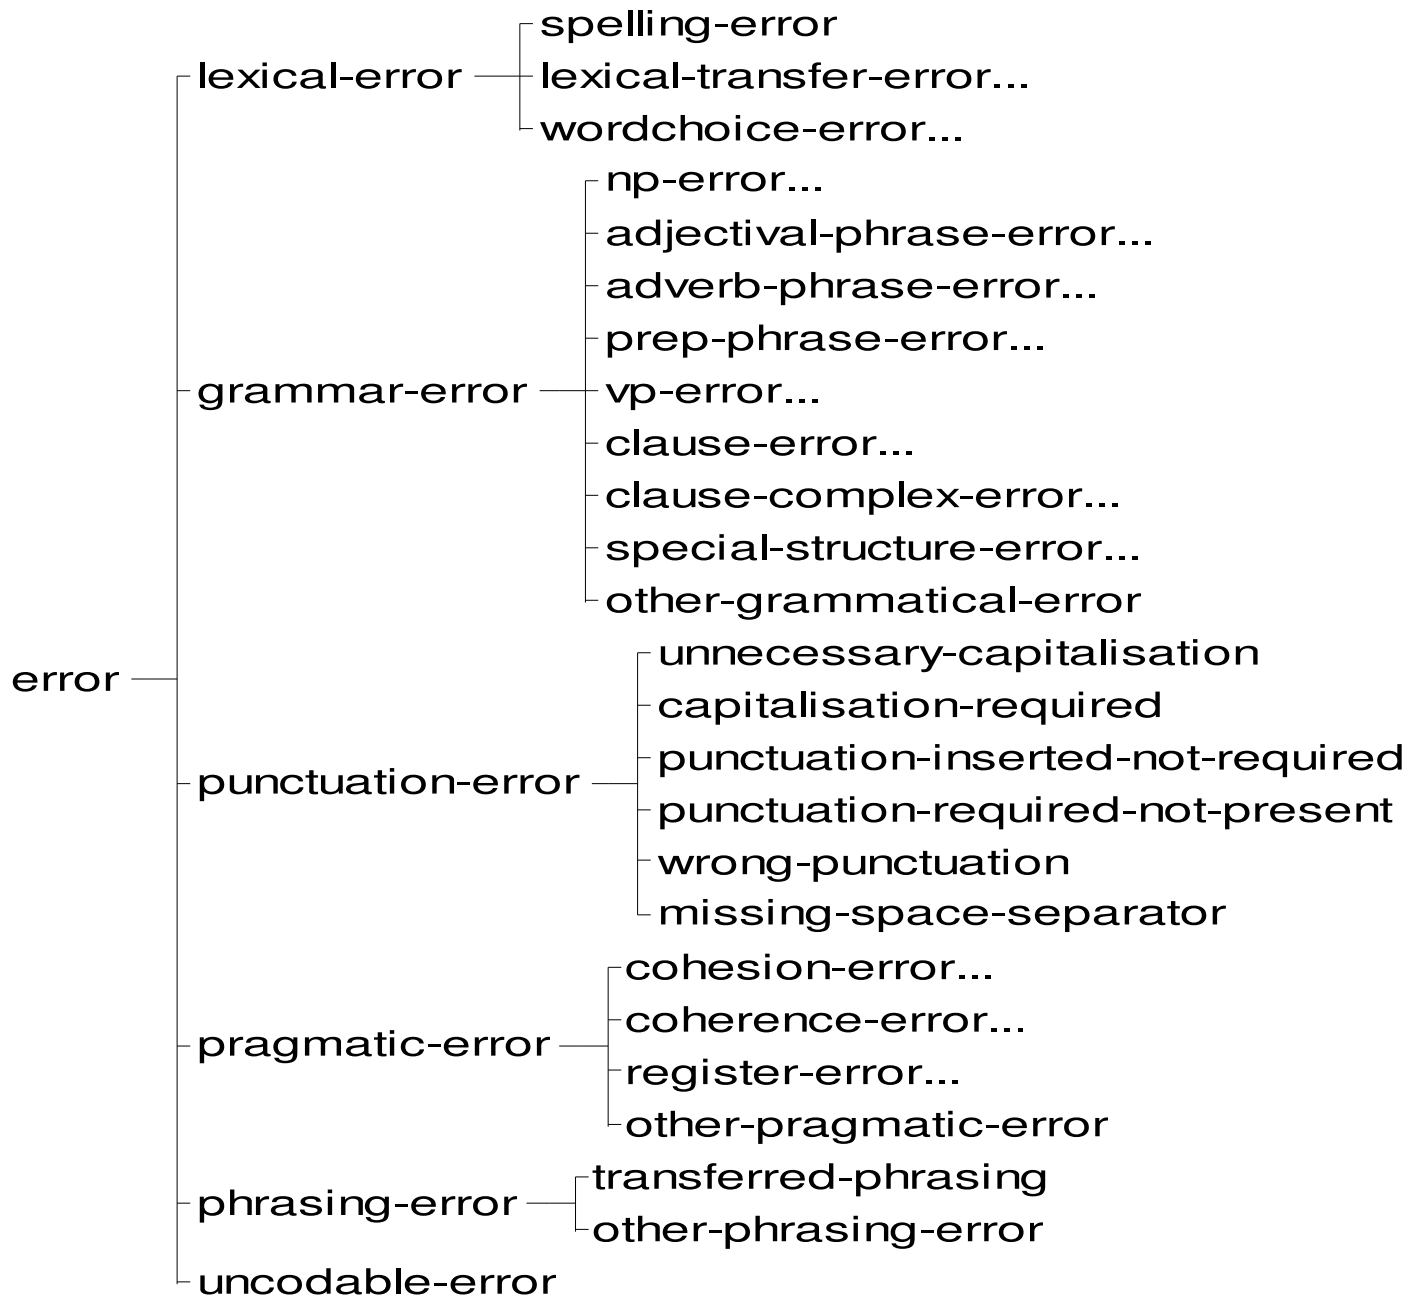 spelling-error
lexical-error
lexical-transfer-error...
wordchoice-error...
np-error...
adjectival-phrase-error...
adverb-phrase-error...
prep-phrase-error...
grammar-error
vp-error...
clause-error...
clause-complex-error...
special-structure-error...
other-grammatical-error
error
unnecessary-capitalisation
capitalisation-required
punctuation-inserted-not-required
punctuation-error
punctuation-required-not-present
wrong-punctuation
missing-space-separator
cohesion-error...
coherence-error...
pragmatic-error
register-error...
other-pragmatic-error
transferred-phrasing
phrasing-error
other-phrasing-error
uncodable-error